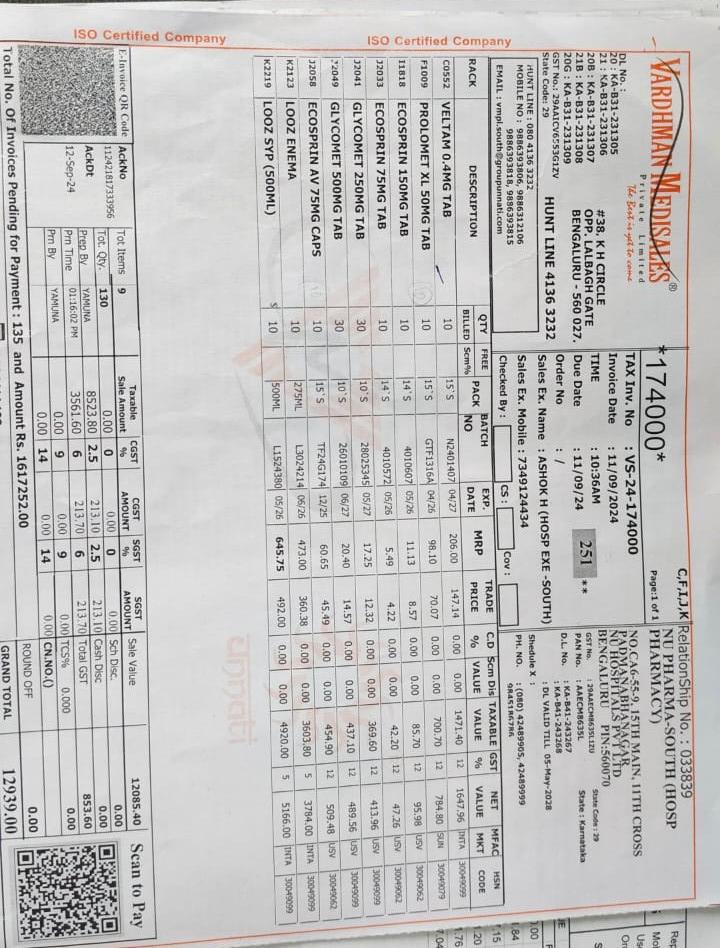 VARDHMAN MEDISALES®
Private Limited
The Best is yet to come
DL No. :
20 : KA-B31-231305
21 : KA-B31-231306
20B : KA-B31-231307
21B : KA-B31-231308
20G : KA-B31-231309
GST No.: 29AAICV6553G1ZV
State Code: 29
#38, K H CIRCLE
OPP. LALBAGH GATE
BENGALURU - 560 027.
HUNT LINE 4136 3232
HUNT LINE : 080 4136 3232
MOBILE NO : 9886393806, 9886312106
9886393818, 9886393815
EMAIL : vmpl.south@groupunnati.com
*174000*
C,F,I,J,K
Page:1 of 1
TAX Inv. No : VS-24-174000
Invoice Date : 11/09/2024
TIME : 10:36AM
Due Date : 11/09/24
251 **
Order No : /
Sales Ex. Name : ASHOK H (HOSP EXE -SOUTH)
Sales Ex. Mobile : 7349124434
Checked By : CS : Cov :
RelationShip No. : 033839
NU PHARMA-SOUTH (HOSP
PHARMACY)
NO.CA6-55-9, 15TH MAIN, 11TH CROSS
PADMANABHANAGAR
NU HOSPITALS PVT LTD
BENGALURU PIN:560070
GST No. : 29AAECM8635L1ZU State Code : 29
PAN No. : AAECM8635L State : Karnataka
D.L. No. : KA-B41-243267
: KA-B41-243268
: DL VALID TILL 05-May-2028
Shedule X :
PH. NO. : (080) 42489905, 42489999
9845186786
RACK DESCRIPTION QTY BILLED FREE Scm% PACK BATCH NO EXP. DATE MRP TRADE PRICE C.D % Scm Dis VALUE TAXABLE VALUE GST % NET VALUE MFAC MKT HSN CODE
C0552 VELTAM 0.4MG TAB 10 15`S N2401407 04/27 206.00 147.14 0.00 0.00 1471.40 12 1647.96 INTA 30049099
F1009 PROLOMET XL 50MG TAB 10 15`S GTF1316A 04/26 98.10 70.07 0.00 0.00 700.70 12 784.80 SUN 30049079
I1818 ECOSPRIN 150MG TAB 10 14`S 4010607 05/26 11.13 8.57 0.00 0.00 85.70 12 95.98 USV 30049062
J2033 ECOSPRIN 75MG TAB 10 14`S 4010572 05/26 5.49 4.22 0.00 0.00 42.20 12 47.26 USV 30049062
J2041 GLYCOMET 250MG TAB 30 10`S 28025345 05/27 17.25 12.32 0.00 0.00 369.60 12 413.96 USV 30049099
J2049 GLYCOMET 500MG TAB 30 10`S 26010109 06/27 20.40 14.57 0.00 0.00 437.10 12 489.56 USV 30049099
J2058 ECOSPRIN AV 75MG CAPS 10 15`S TF24G174 12/25 60.65 45.49 0.00 0.00 454.90 12 509.48 USV 30049062
K2123 LOOZ ENEMA 10 275ML L3024214 06/26 473.00 360.38 0.00 0.00 3603.80 5 3784.00 INTA 30049099
K2219 LOOZ SYP (500ML) S 10 500ML L1524380 05/26 645.75 492.00 0.00 0.00 4920.00 5 5166.00 INTA 30049099
unnati
ISO Certified Company
ISO Certified Company
E-Invoice QR Code
AckNo
112421817333956
AckDt
12-Sep-24
Tot Items 9
Tot. Qty. 130
Prep By YAMUNA
Prn Time 01:16:02 PM
Prn By YAMUNA
Taxable Sale Amount CGST % CGST AMOUNT SGST % SGST AMOUNT
0.00 0 0.00 0 0.00
8523.80 2.5 213.10 2.5 213.10
3561.60 6 213.70 6 213.70
0.00 9 0.00 9 0.00
0.00 14 0.00 14 0.00
Sale Value 12085.40
Sch Disc. 0.00
Cash Disc 0.00
Total GST 853.60
TCS% 0.000 0.00
CN.NO.()
ROUND OFF 0.00
GRAND TOTAL 12939.00
Scan to Pay
Total No. Of Invoices Pending for Payment : 135 and Amount Rs. 1617252.00